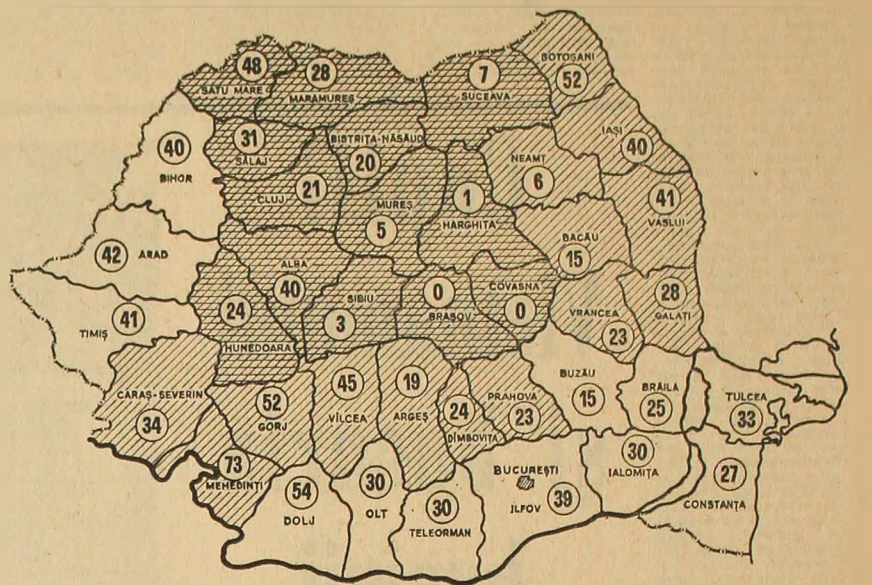 48
SATU MARE
28
MARAMUREȘ
7
SUCEAVA
BOTOȘANI
52
40
BIHOR
31
SĂLAJ
BISTRIȚA-NĂSĂUD
20
NEAMȚ
6
IAȘI
40
CLUJ
21
MUREȘ
5
1
HARGHITA
41
VASLUI
BACĂU
15
42
ARAD
ALBA
40
24
HUNEDOARA
SIBIU
3
0
BRAȘOV
COVASNA
0
VRANCEA
23
28
GALAȚI
TIMIȘ
41
CARAȘ-SEVERIN
34
52
GORJ
45
VÎLCEA
19
ARGEȘ
24
DÎMBOVIȚA
PRAHOVA
23
BUZĂU
15
BRĂILA
25
TULCEA
33
73
MEHEDINȚI
54
DOLJ
30
OLT
30
TELEORMAN
BUCUREȘTI
ILFOV
39
30
IALOMIȚA
27
CONSTANȚA